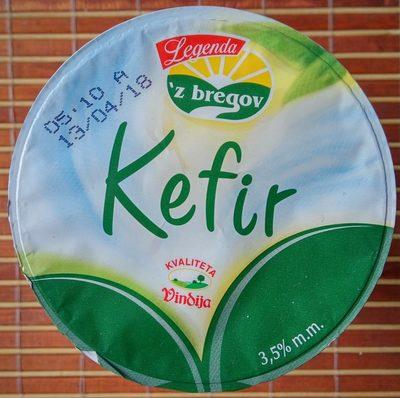 Legenda
'z bregov
05:10 A
13/04/18
Kefir
KVALITETA
Vindija
3,5% m.m.